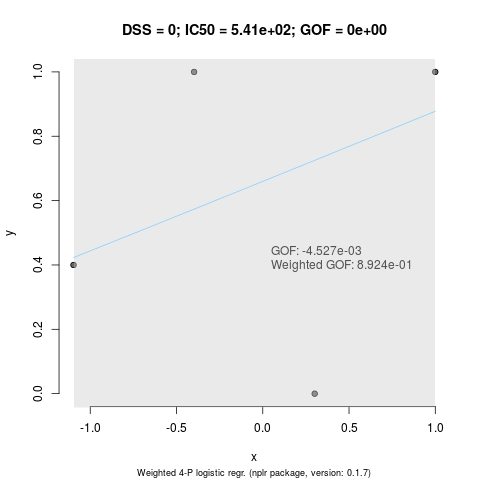 DSS = 0; IC50 = 5.41e+02; GOF = 0e+00
1.0
0.8
0.6
y
0.4
0.2
0.0
GOF: -4.527e-03
Weighted GOF: 8.924e-01
-1.0 -0.5 0.0 0.5 1.0
x
Weighted 4-P logistic regr. (nplr package, version: 0.1.7)